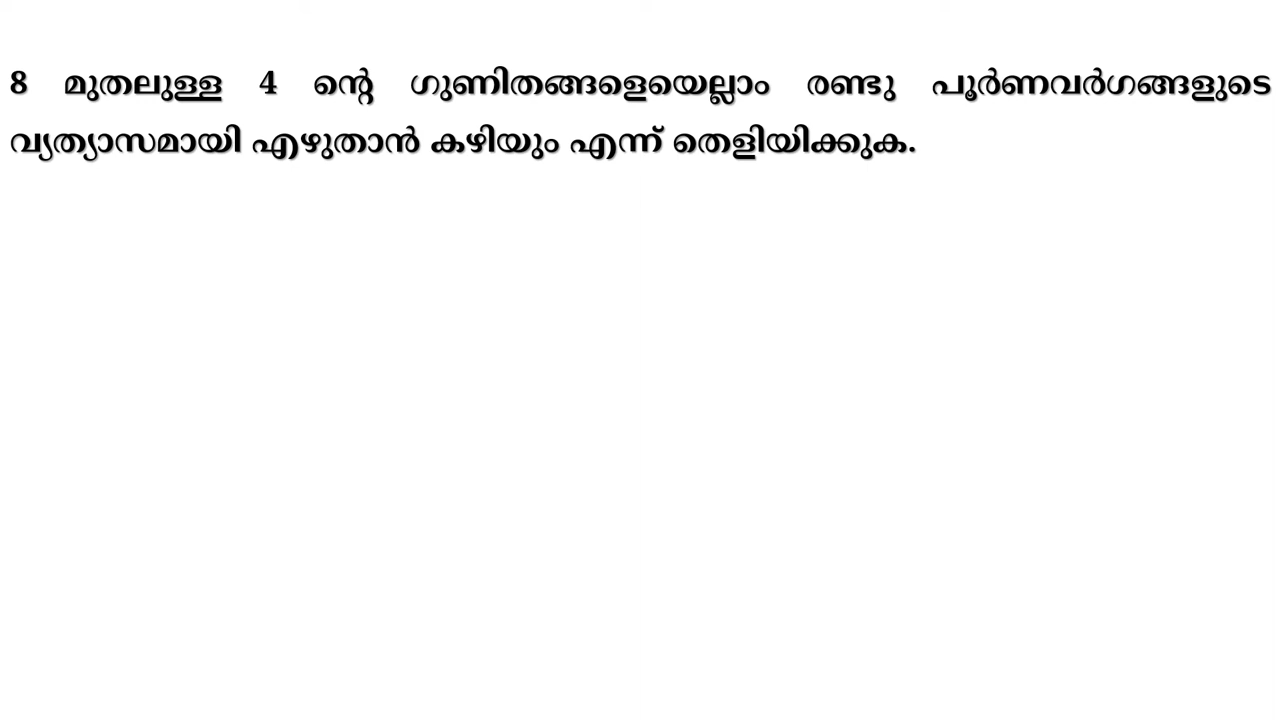 8 മുതലുള്ള 4 ന്റെ ഗുണിതങ്ങളെയെല്ലാം രണ്ടു പൂർണവർഗങ്ങളുടെ
വ്യത്യാസമായി എഴുതാൻ കഴിയും എന്ന് തെളിയിക്കുക.